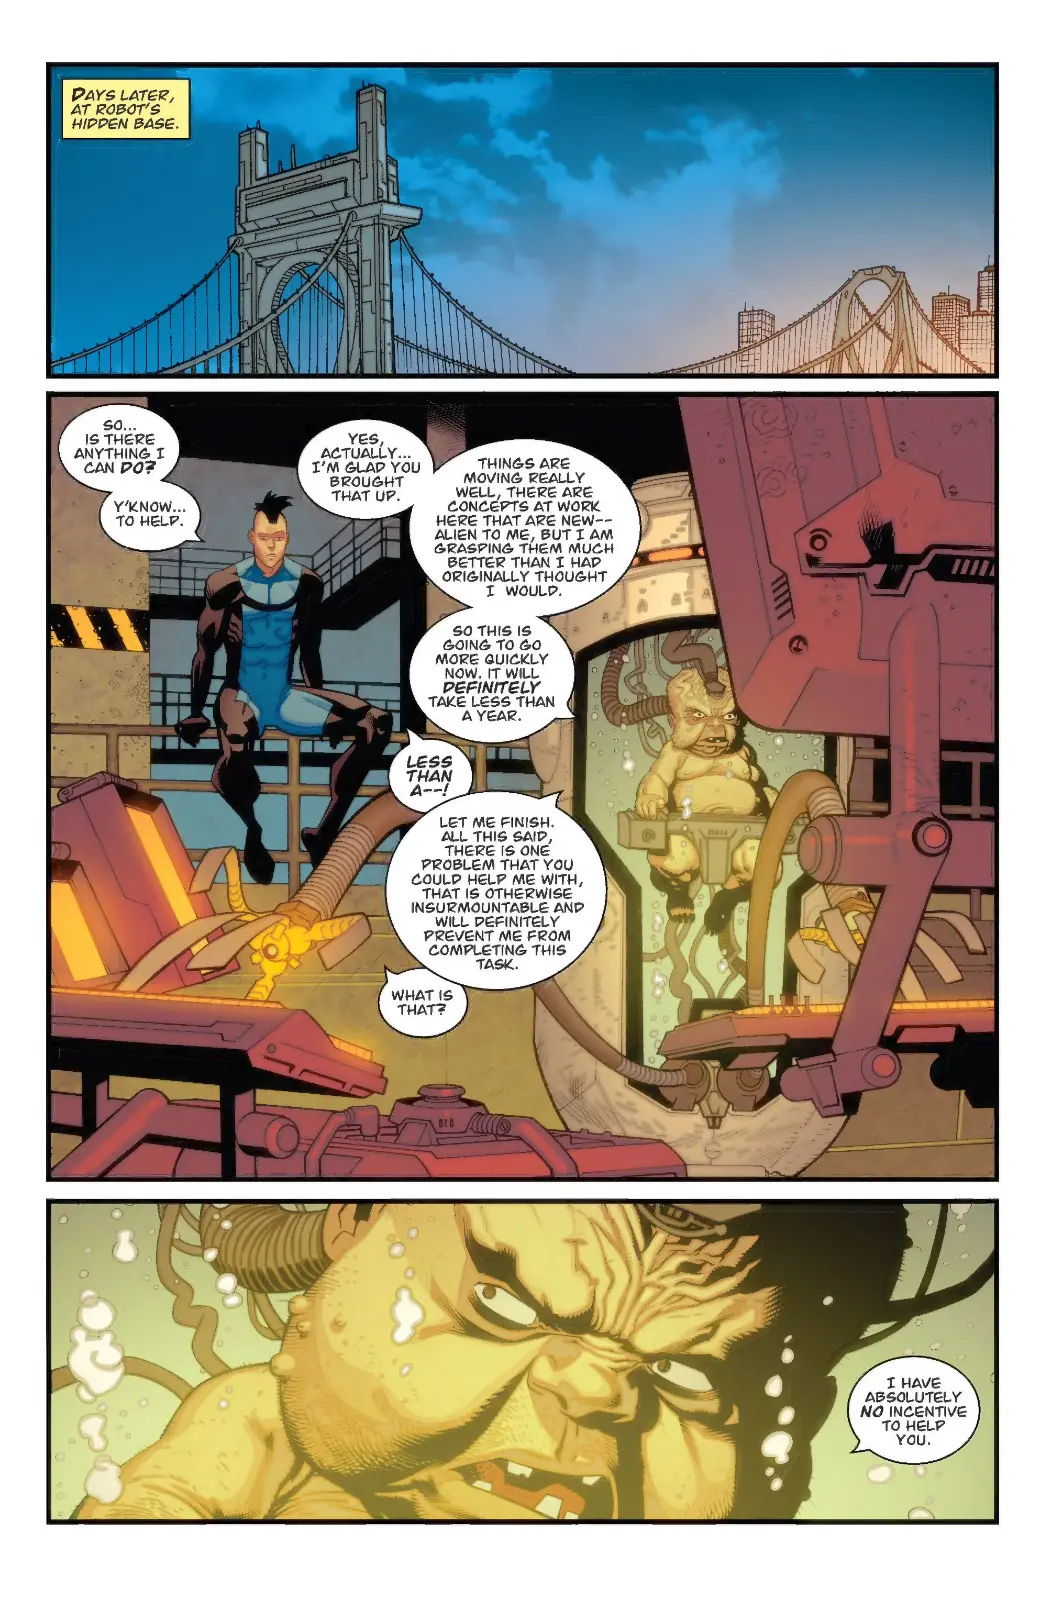 DAYS LATER,
AT ROBOT'S
HIDDEN BASE.
SO...
IS THERE
ANYTHING I
CAN DO?
Y'KNOW...
TO HELP.
YES,
ACTUALLY...
I'M GLAD YOU
BROUGHT
THAT UP.
THINGS ARE
MOVING REALLY
WELL, THERE ARE
CONCEPTS AT WORK
HERE THAT ARE NEW--
ALIEN TO ME, BUT I AM
GRASPING THEM MUCH
BETTER THAN I HAD
ORIGINALLY THOUGHT
I WOULD.
SO THIS IS
GOING TO GO
MORE QUICKLY
NOW. IT WILL
DEFINITELY
TAKE LESS THAN
A YEAR.
LESS
THAN
A--!
LET ME FINISH.
ALL THIS SAID,
THERE IS ONE
PROBLEM THAT YOU
COULD HELP ME WITH,
THAT IS OTHERWISE
INSURMOUNTABLE AND
WILL DEFINITELY
PREVENT ME FROM
COMPLETING THIS
TASK.
WHAT IS
THAT?
I HAVE
ABSOLUTELY
NO INCENTIVE
TO HELP
YOU.